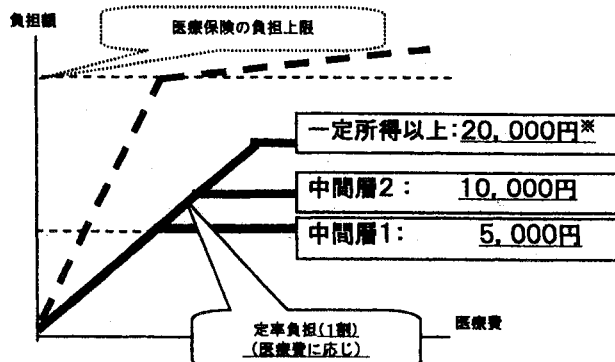 負担額
医療保険の負担上限
一定所得以上:20,000円※
中間層2: 10,000円
中間層1: 5,000円
定率負担(1割)
(医療費に応じ)
医療費